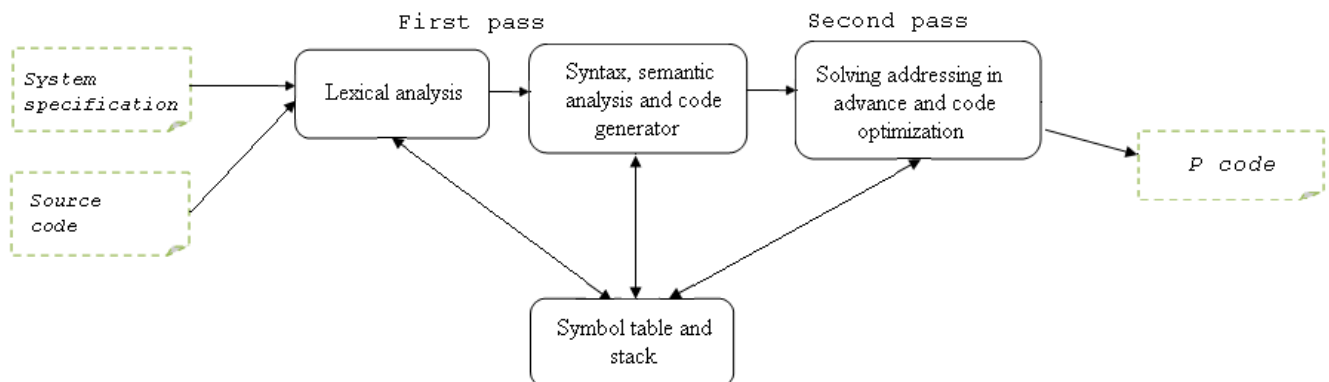 First pass
Second pass
System
specification
Lexical analysis
Syntax, semantic
analysis and code
generator
Solving addressing in
advance and code
optimization
P code
Source
code
Symbol table and
stack